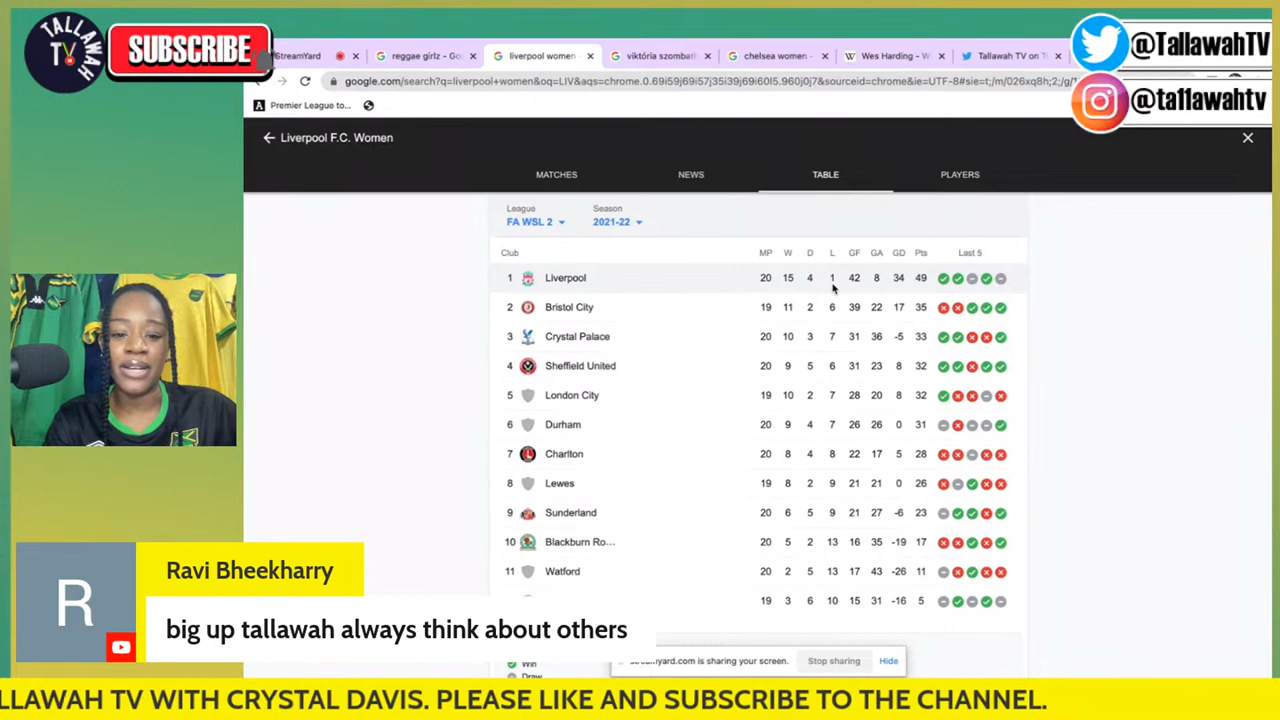 TALLAWAH
TV
SUBSCRIBE
@TallawahTV
@ta11awahtv
StreamYard
reggae girlz - Goo
liverpool women -
viktória szombath
chelsea women -
Wes Harding - Wi
Tallawah TV on T
google.com/search?q=liverpool+women&oq=LIV&aqs=chrome.0.69i59j69i57j35i39j69i60l5.960j0j7&sourceid=chrome&ie=UTF-8#sie=t;/m/026xq8h;2;/g/1
Premier League to...
Liverpool F.C. Women
MATCHES NEWS TABLE PLAYERS
League Season
FA WSL 2 2021-22
Club MP W D L GF GA GD Pts Last 5
1 Liverpool 20 15 4 1 42 8 34 49
2 Bristol City 19 11 2 6 39 22 17 35
3 Crystal Palace 20 10 3 7 31 36 -5 33
4 Sheffield United 20 9 5 6 31 23 8 32
5 London City 19 10 2 7 28 20 8 32
6 Durham 20 9 4 7 26 26 0 31
7 Charlton 20 8 4 8 22 17 5 28
8 Lewes 19 8 2 9 21 21 0 26
9 Sunderland 20 6 5 9 21 27 -6 23
10 Blackburn Ro... 20 5 2 13 16 35 -19 17
11 Watford 20 2 5 13 17 43 -26 11
19 3 6 10 15 31 -16 5
Win
Draw
streamyard.com is sharing your screen. Stop sharing Hide
R
Ravi Bheekharry
big up tallawah always think about others
ALLAWAH TV WITH CRYSTAL DAVIS. PLEASE LIKE AND SUBSCRIBE TO THE CHANNEL.